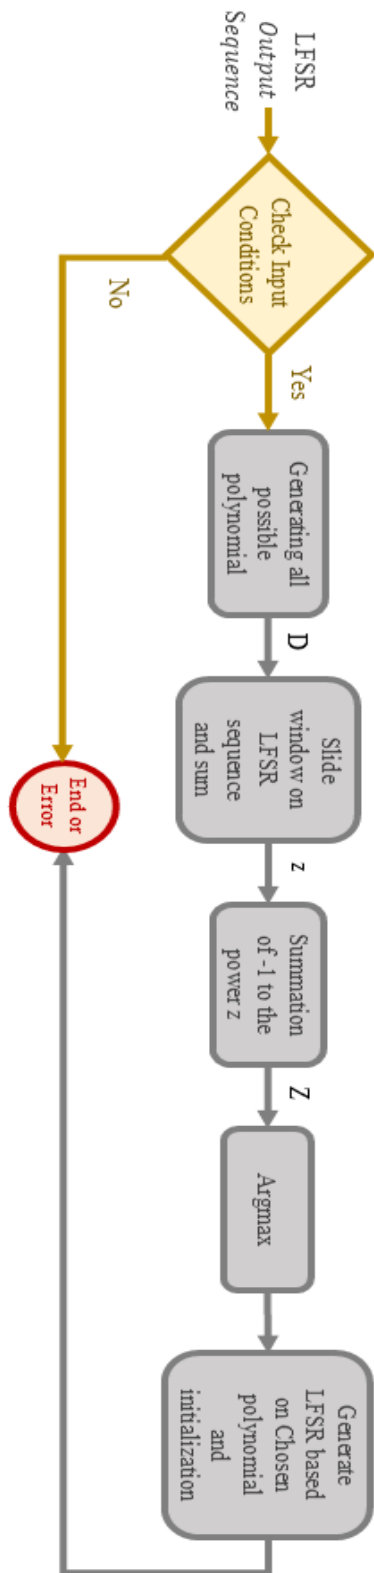 LFSR
Output
Sequence
Check Input
Conditions
Yes
No
Generating all
possible
polynomial
D
Slide
window on
LFSR
sequence
and sum
z
Summation
of -1 to the
power z
Z
Argmax
Generate
LFSR based
on Chosen
polynomial
and
initialization
End or
Error